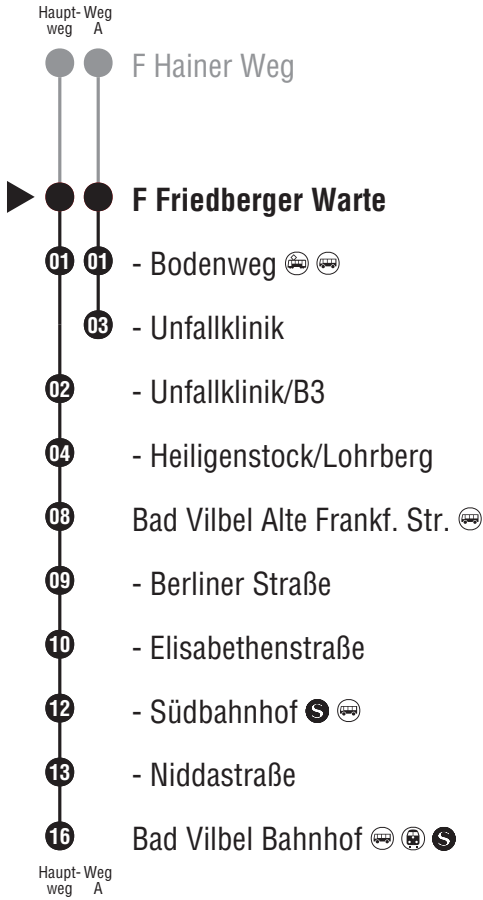 Haupt- Weg
weg A
F Hainer Weg
F Friedberger Warte
01 01 - Bodenweg
03 - Unfallklinik
02 - Unfallklinik/B3
04 - Heiligenstock/Lohrberg
08 Bad Vilbel Alte Frankf. Str.
09 - Berliner Straße
10 - Elisabethenstraße
12 - Südbahnhof S
13 - Niddastraße
16 Bad Vilbel Bahnhof S
Haupt- Weg
weg A